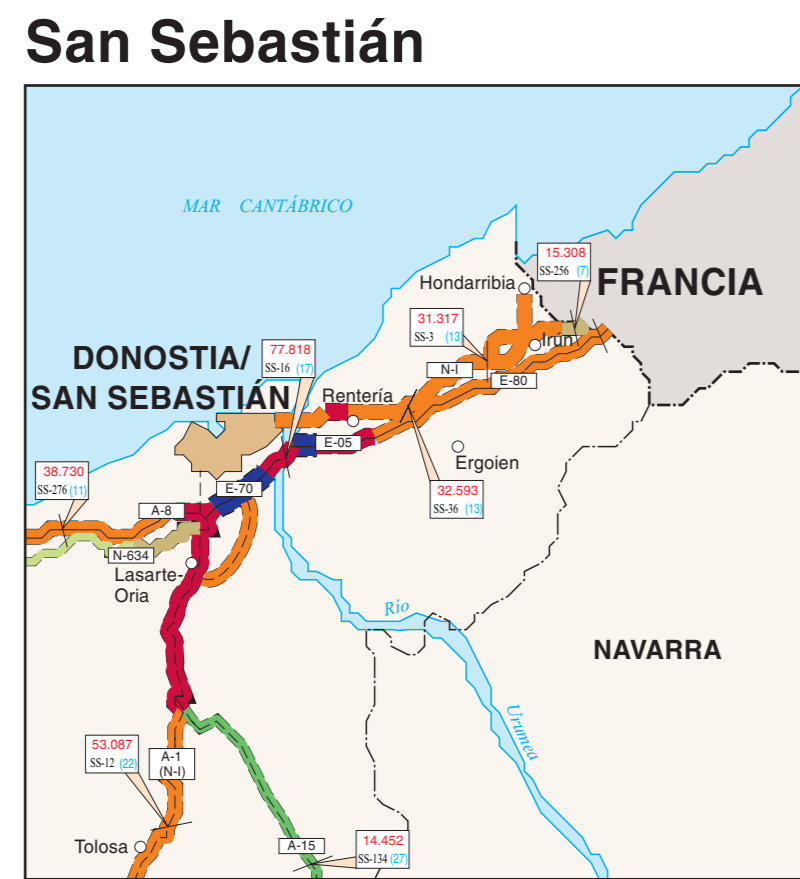 San Sebastián
MAR CANTÁBRICO
15.308
SS-256 (7)
FRANCIA
Hondarribia
31.317
SS-3 (13)
Irún
77.818
SS-16 (17)
DONOSTIA/
SAN SEBASTIÁN
N-I
E-80
Rentería
E-05
Ergoien
38.730
SS-276 (11)
E-70
32.593
SS-36 (13)
A-8
N-634
Lasarte-
Oria
Río
NAVARRA
Urumea
53.087
SS-12 (22)
A-1
(N-I)
Tolosa
A-15
14.452
SS-134 (27)